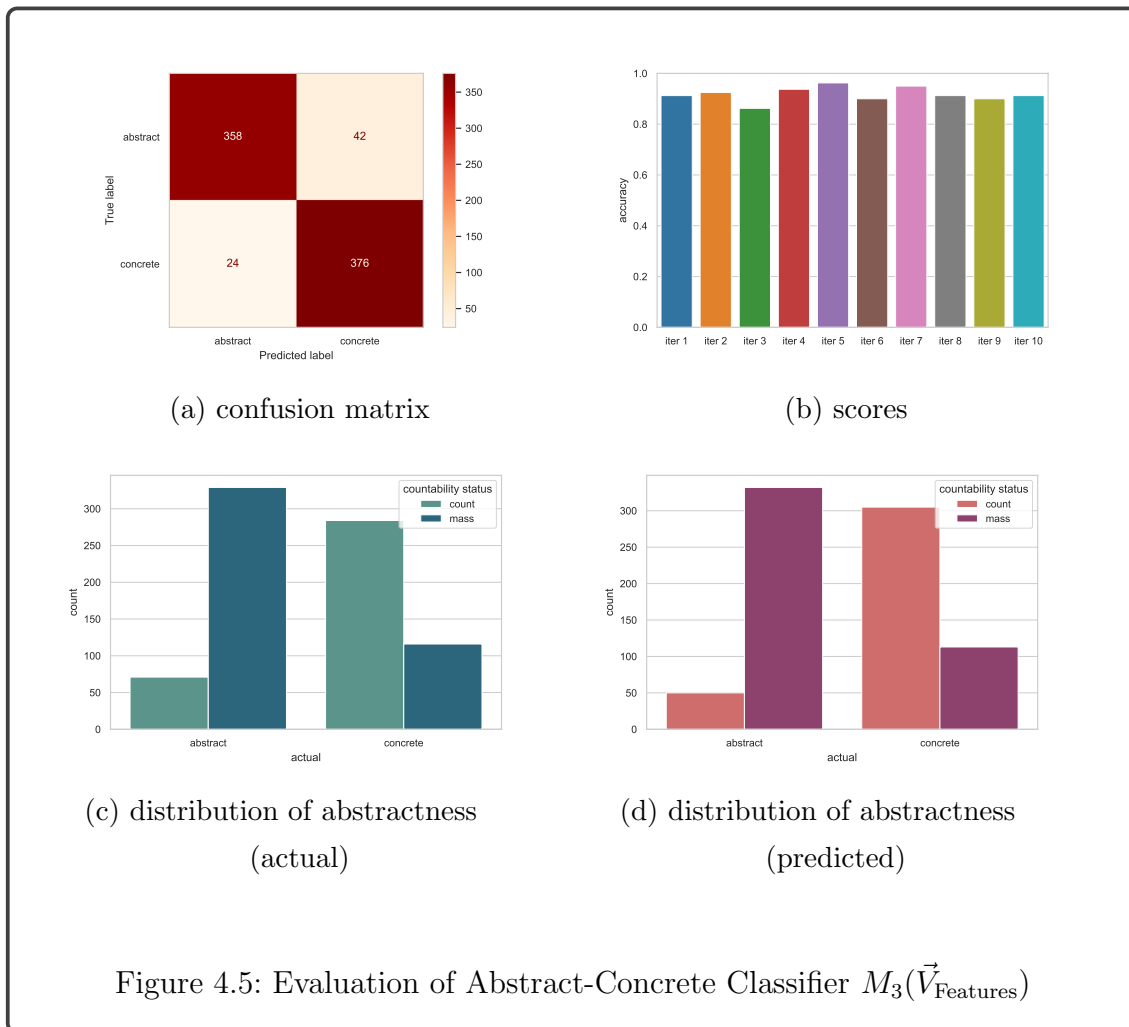 abstract
concrete
True label
358
42
24
376
abstract
concrete
Predicted label
350
300
250
200
150
100
50
(a) confusion matrix
1.0
0.8
0.6
0.4
0.2
0.0
accuracy
iter 1 iter 2 iter 3 iter 4 iter 5 iter 6 iter 7 iter 8 iter 9 iter 10
(b) scores
300
250
200
150
100
50
0
count
countability status
count
mass
abstract
concrete
actual
(c) distribution of abstractness
(actual)
300
250
200
150
100
50
0
count
countability status
count
mass
abstract
concrete
actual
(d) distribution of abstractness
(predicted)
Figure 4.5: Evaluation of Abstract-Concrete Classifier $M_3(\vec{V}_{\text{Features}})$